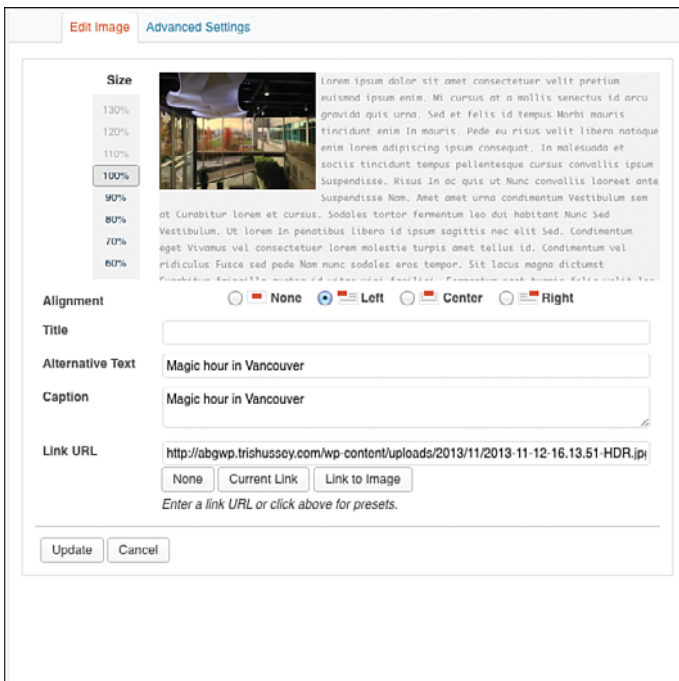 Edit Image Advanced Settings
Size
130%
120%
110%
100%
90%
80%
70%
60%
Lorem ipsum dolor sit amet consectetuer velit pretium
euismod ipsum enim. Mi cursus at a mollis senectus id arcu
gravida quis urna. Sed et felis id tempus Morbi mauris
tincidunt enim In mauris. Pede eu risus velit libero natoque
enim lorem adipiscing ipsum consequat. In malesuada et
sociis tincidunt tempus pellentesque cursus convallis ipsum
Suspendisse. Risus In ac quis ut Nunc convallis laoreet ante
Suspendisse Nam. Amet amet urna condimentum Vestibulum sem
at Curabitur lorem et cursus. Sodales tortor fermentum leo dui habitant Nunc Sed
Vestibulum. Ut lorem In penatibus libero id ipsum sagittis nec elit Sed. Condimentum
eget Vivamus vel consectetuer lorem molestie turpis amet tellus id. Condimentum vel
ridiculus Fusce sed pede Nam nunc sodales eros tempor. Sit lacus magna dictumst
Alignment None Left Center Right
Title
Alternative Text Magic hour in Vancouver
Caption Magic hour in Vancouver
Link URL http://abgwp.trishussey.com/wp-content/uploads/2013/11/2013-11-12-16.13.51-HDR.jp
None Current Link Link to Image
Enter a link URL or click above for presets.
Update Cancel